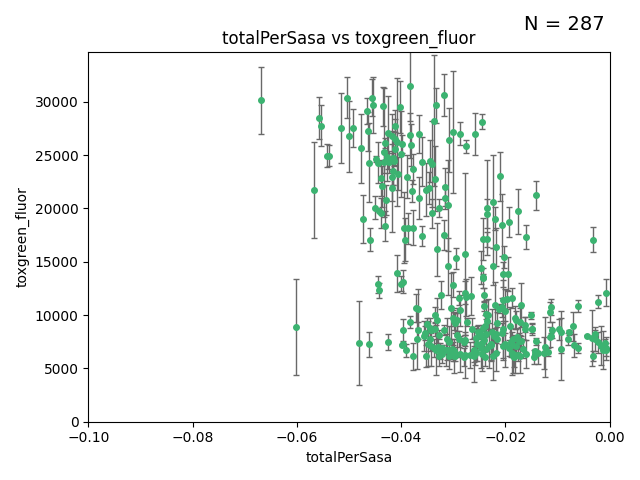 N = 287
totalPerSasa vs toxgreen_fluor
toxgreen_fluor
30000
25000
20000
15000
10000
5000
0
−0.10 −0.08 −0.06 −0.04 −0.02 0.00
totalPerSasa